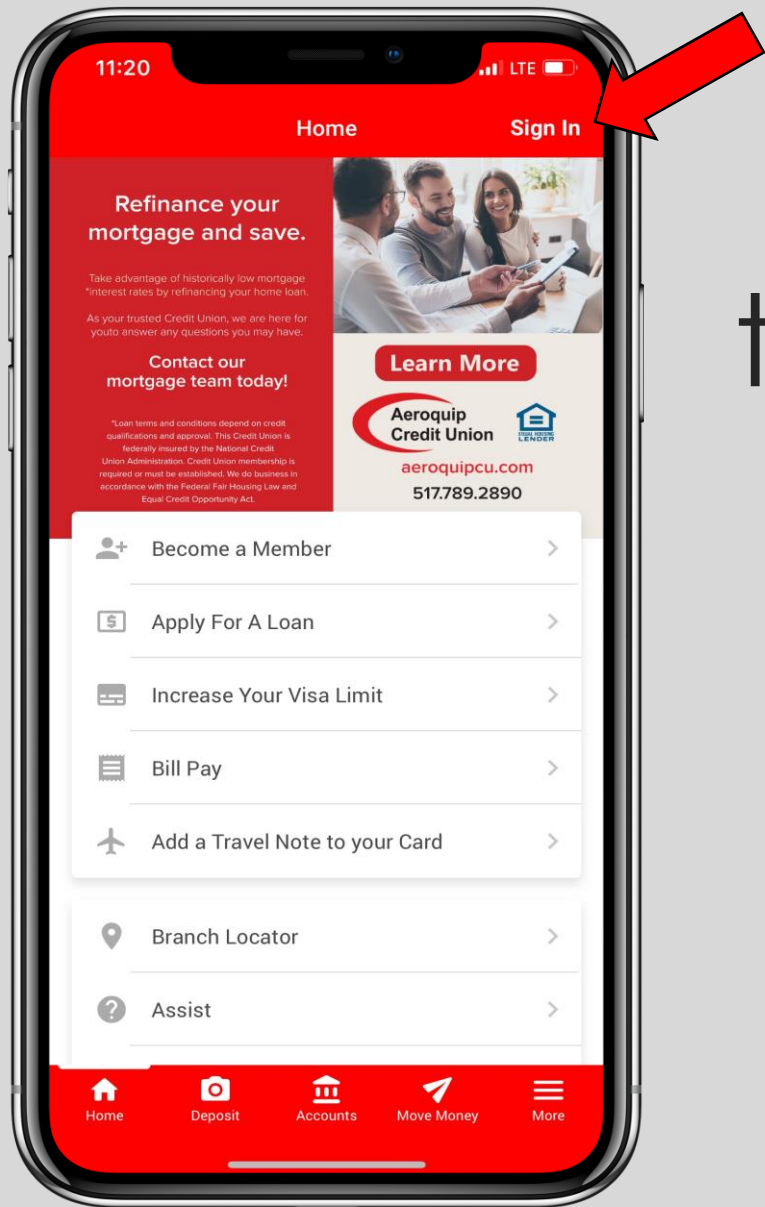 11:20
LTE
Home
Sign In
Refinance your
mortgage and save.
Take advantage of historically low mortgage
*interest rates by refinancing your home loan.
As your trusted Credit Union, we are here for
youto answer any questions you may have.
Contact our
mortgage team today!
*Loan terms and conditions depend on credit
qualifications and approval. This Credit Union is
federally insured by the National Credit
Union Administration. Credit Union membership is
required or must be established. We do business in
accordance with the Federal Fair Housing Law and
Equal Credit Opportunity Act.
Learn More
Aeroquip
Credit Union
EQUAL HOUSING
LENDER
aeroquipcu.com
517.789.2890
Become a Member
Apply For A Loan
Increase Your Visa Limit
Bill Pay
Add a Travel Note to your Card
Branch Locator
Assist
Home
Deposit
Accounts
Move Money
More
t